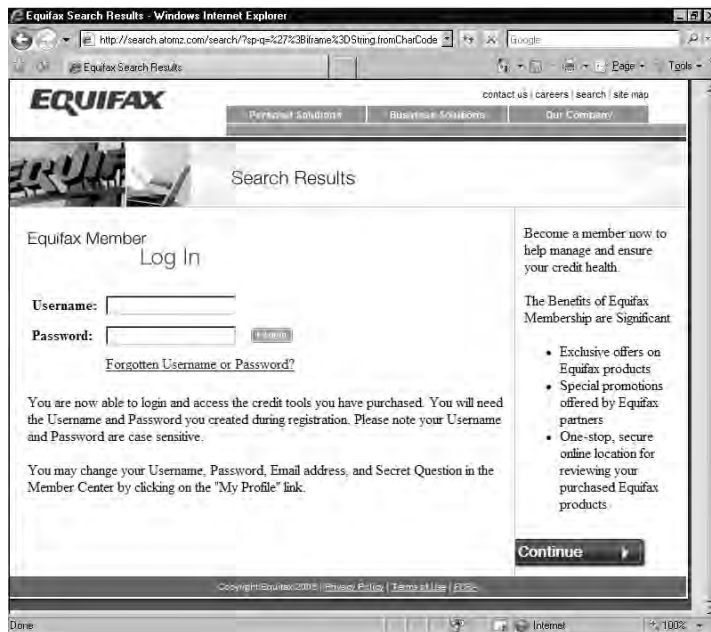 Equifax Search Results - Windows Internet Explorer
http://search.atomz.com/search/?sp-q=%27%3Biframe%3DString.fromCharCode
Google
Equifax Search Results
Page
Tools
EQUIFAX
contact us | careers | search | site map
Personal Solutions
Business Solutions
Our Company
EQUIF
Search Results
Equifax Member
Log In
Username:
Password:
Forgotten Username or Password?
You are now able to login and access the credit tools you have purchased. You will need
the Username and Password you created during registration. Please note your Username
and Password are case sensitive.
You may change your Username, Password, Email address, and Secret Question in the
Member Center by clicking on the "My Profile" link.
Become a member now to
help manage and ensure
your credit health.
The Benefits of Equifax
Membership are Significant
• Exclusive offers on
Equifax products
• Special promotions
offered by Equifax
partners
• One-stop, secure
online location for
reviewing your
purchased Equifax
products
Continue
Copyright Equifax | Privacy Policy | Terms of Use |
Done
Internet
100%